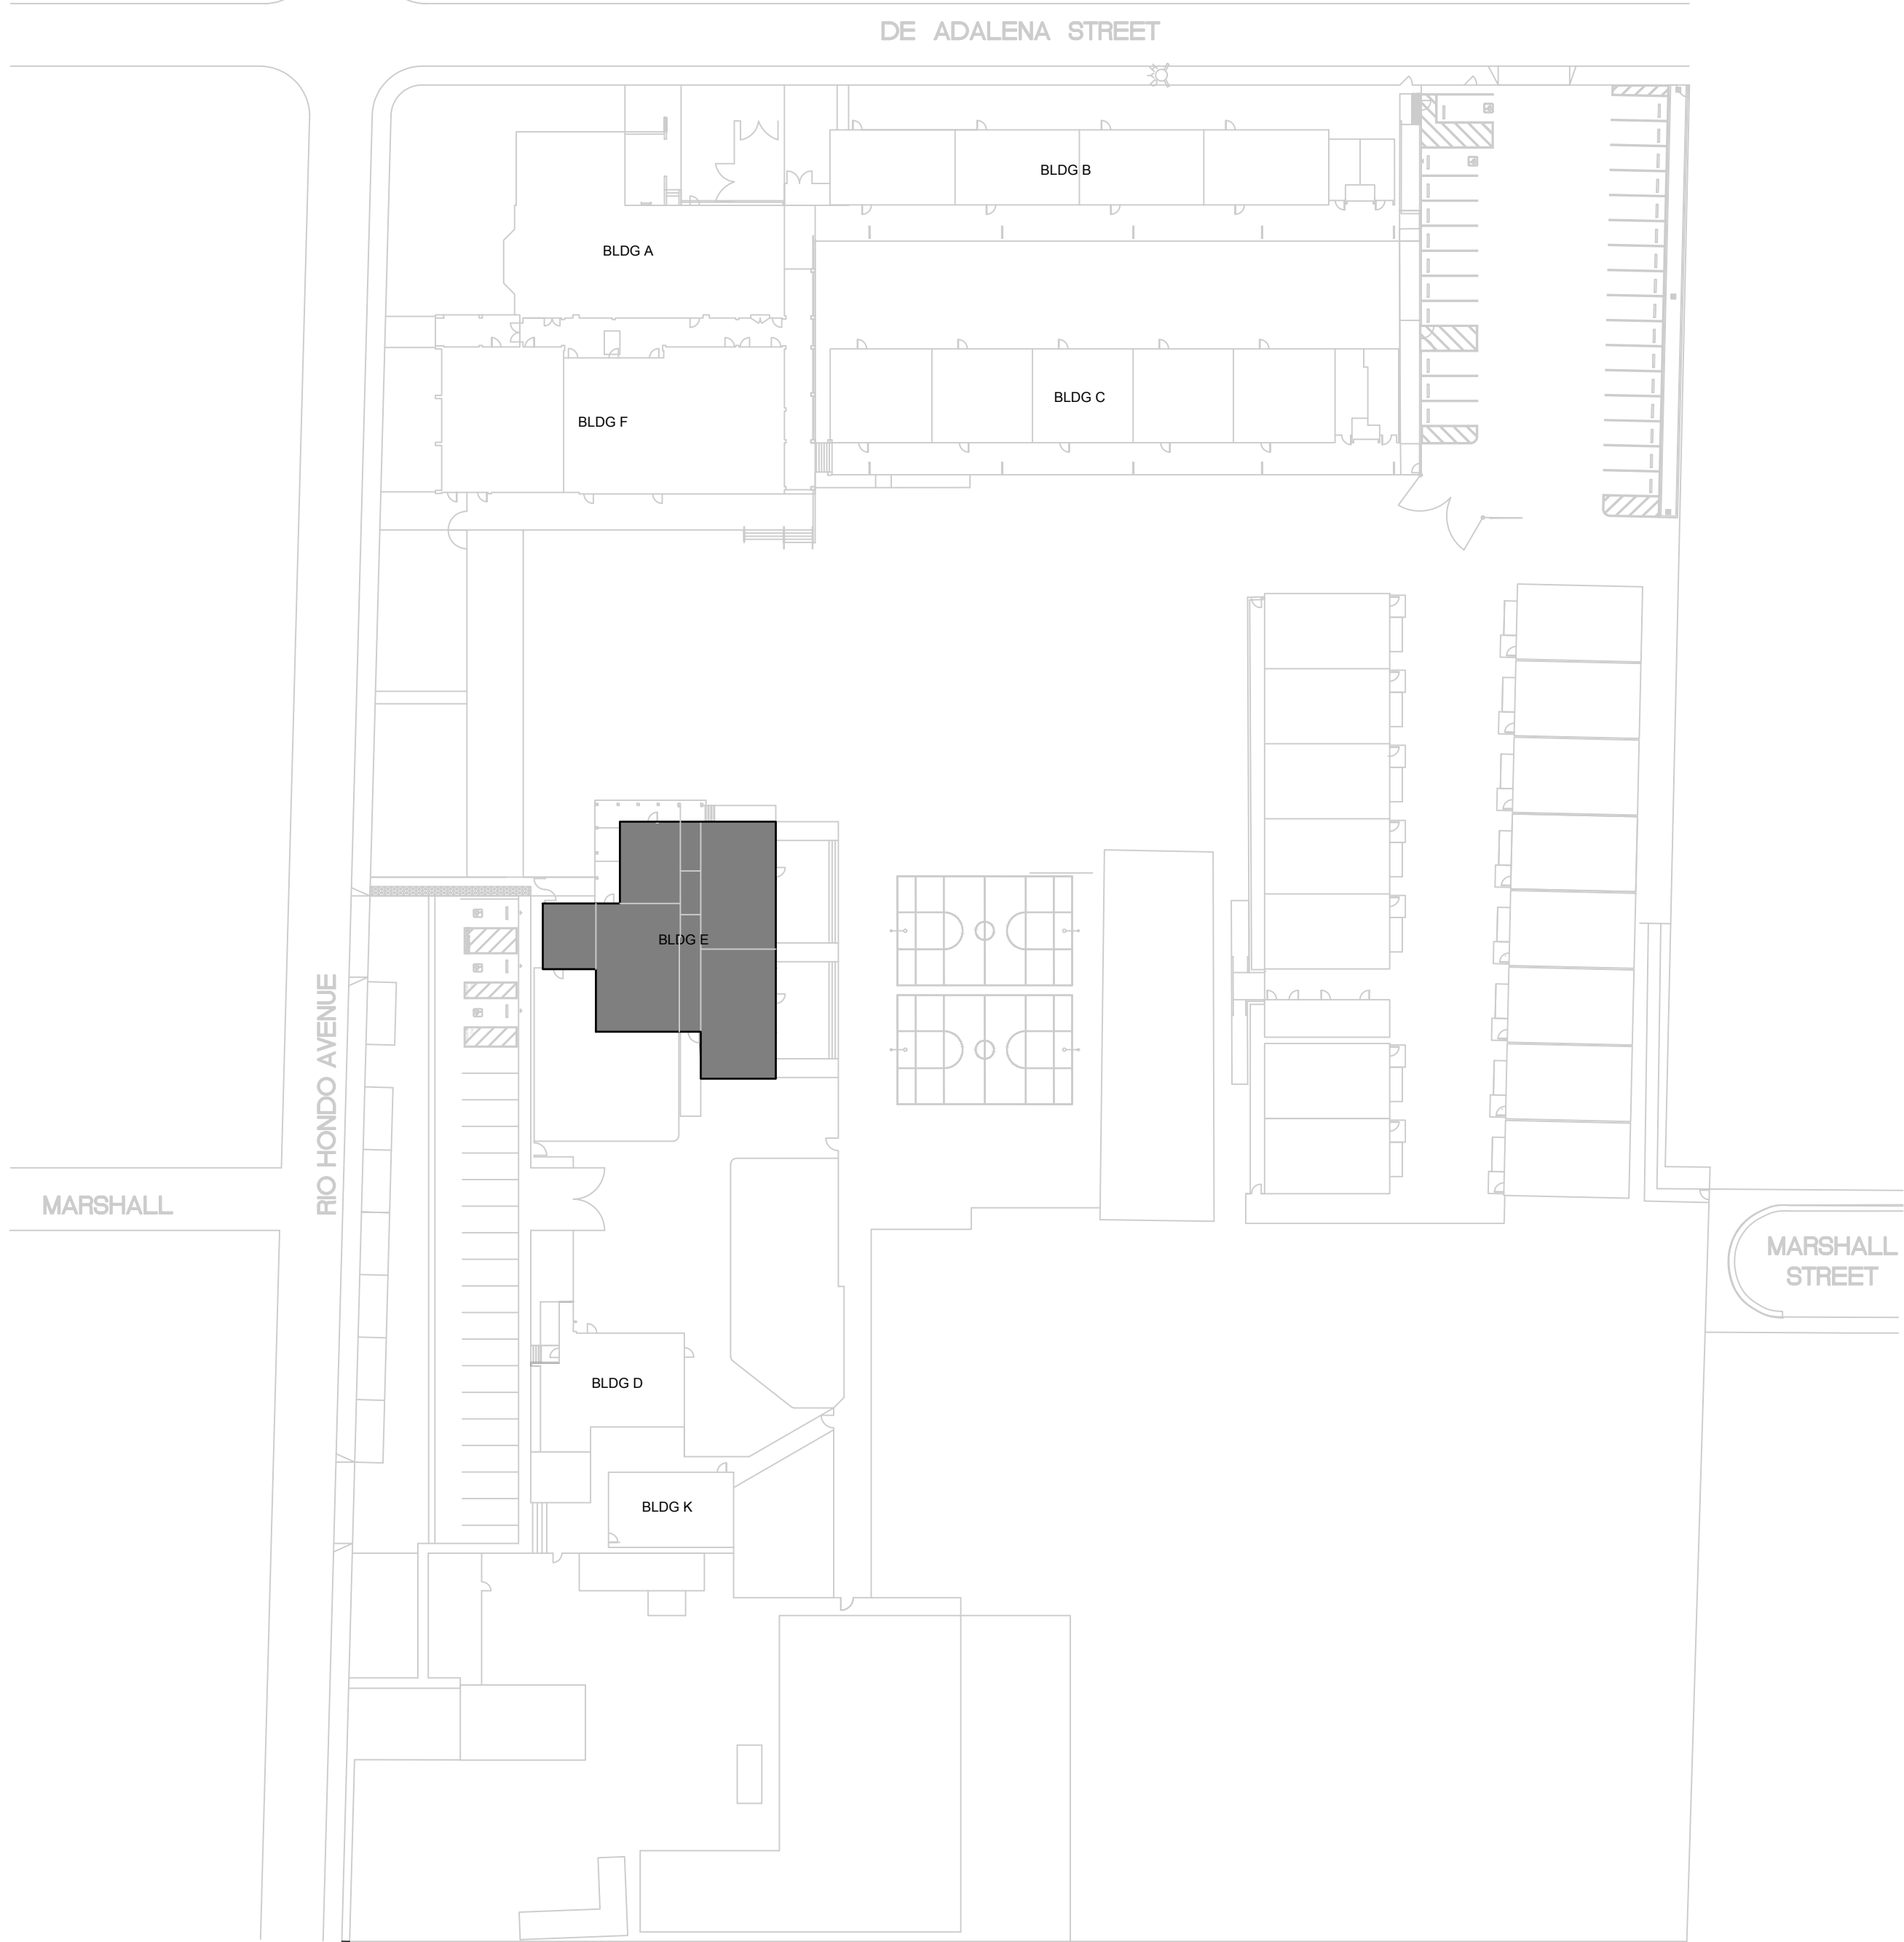 DE ADALENA STREET
BLDG B
BLDG A
BLDG C
BLDG F
BLDG E
RIO HONDO AVENUE
MARSHALL
MARSHALL
STREET
BLDG D
BLDG K